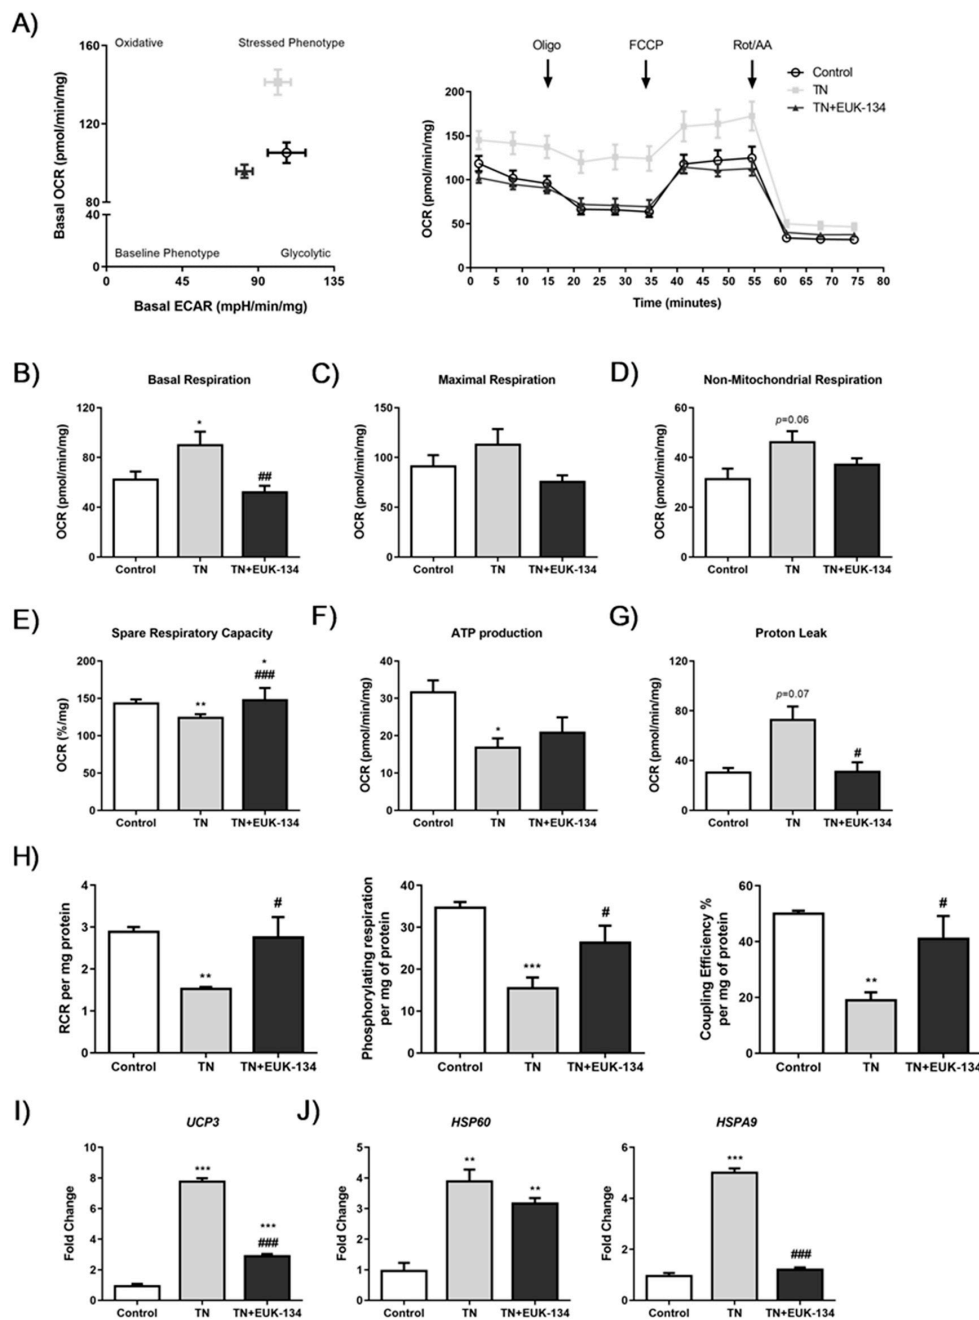 A)
160
120
80
40
0
Basal OCR (pmol/min/mg)
Oxidative
Stressed Phenotype
Baseline Phenotype
Glycolytic
0 45 90 135
Basal ECAR (mpH/min/mg)
Oligo
FCCP
Rot/AA
Control
TN
TN+EUK-134
200
150
100
50
0
OCR (pmol/min/mg)
0 5 10 15 20 25 30 35 40 45 50 55 60 65 70 75 80
Time (minutes)
B)
Basal Respiration
120
80
40
0
OCR (pmol/min/mg)
*
##
Control TN TN+EUK-134
C)
Maximal Respiration
150
100
50
0
OCR (pmol/min/mg)
Control TN TN+EUK-134
D)
Non-Mitochondrial Respiration
60
40
20
0
OCR (pmol/min/mg)
p=0.06
Control TN TN+EUK-134
E)
Spare Respiratory Capacity
200
150
100
50
0
OCR (%/mg)
**
*
###
Control TN TN+EUK-134
F)
ATP production
40
30
20
10
0
OCR (pmol/min/mg)
*
Control TN TN+EUK-134
G)
Proton Leak
120
80
40
0
OCR (pmol/min/mg)
p=0.07
#
Control TN TN+EUK-134
H)
4
3
2
1
0
RCR per mg protein
**
#
Control TN TN+EUK-134
40
30
20
10
0
Phosphorylating respiration
per mg of protein
***
#
Control TN TN+EUK-134
60
40
20
0
Coupling Efficiency %
per mg of protein
**
#
Control TN TN+EUK-134
I)
UCP3
10
8
6
4
2
0
Fold Change
***
***
###
Control TN TN+EUK-134
J)
HSP60
5
4
3
2
1
0
Fold Change
**
**
Control TN TN+EUK-134
HSPA9
6
4
2
0
Fold Change
***
###
Control TN TN+EUK-134